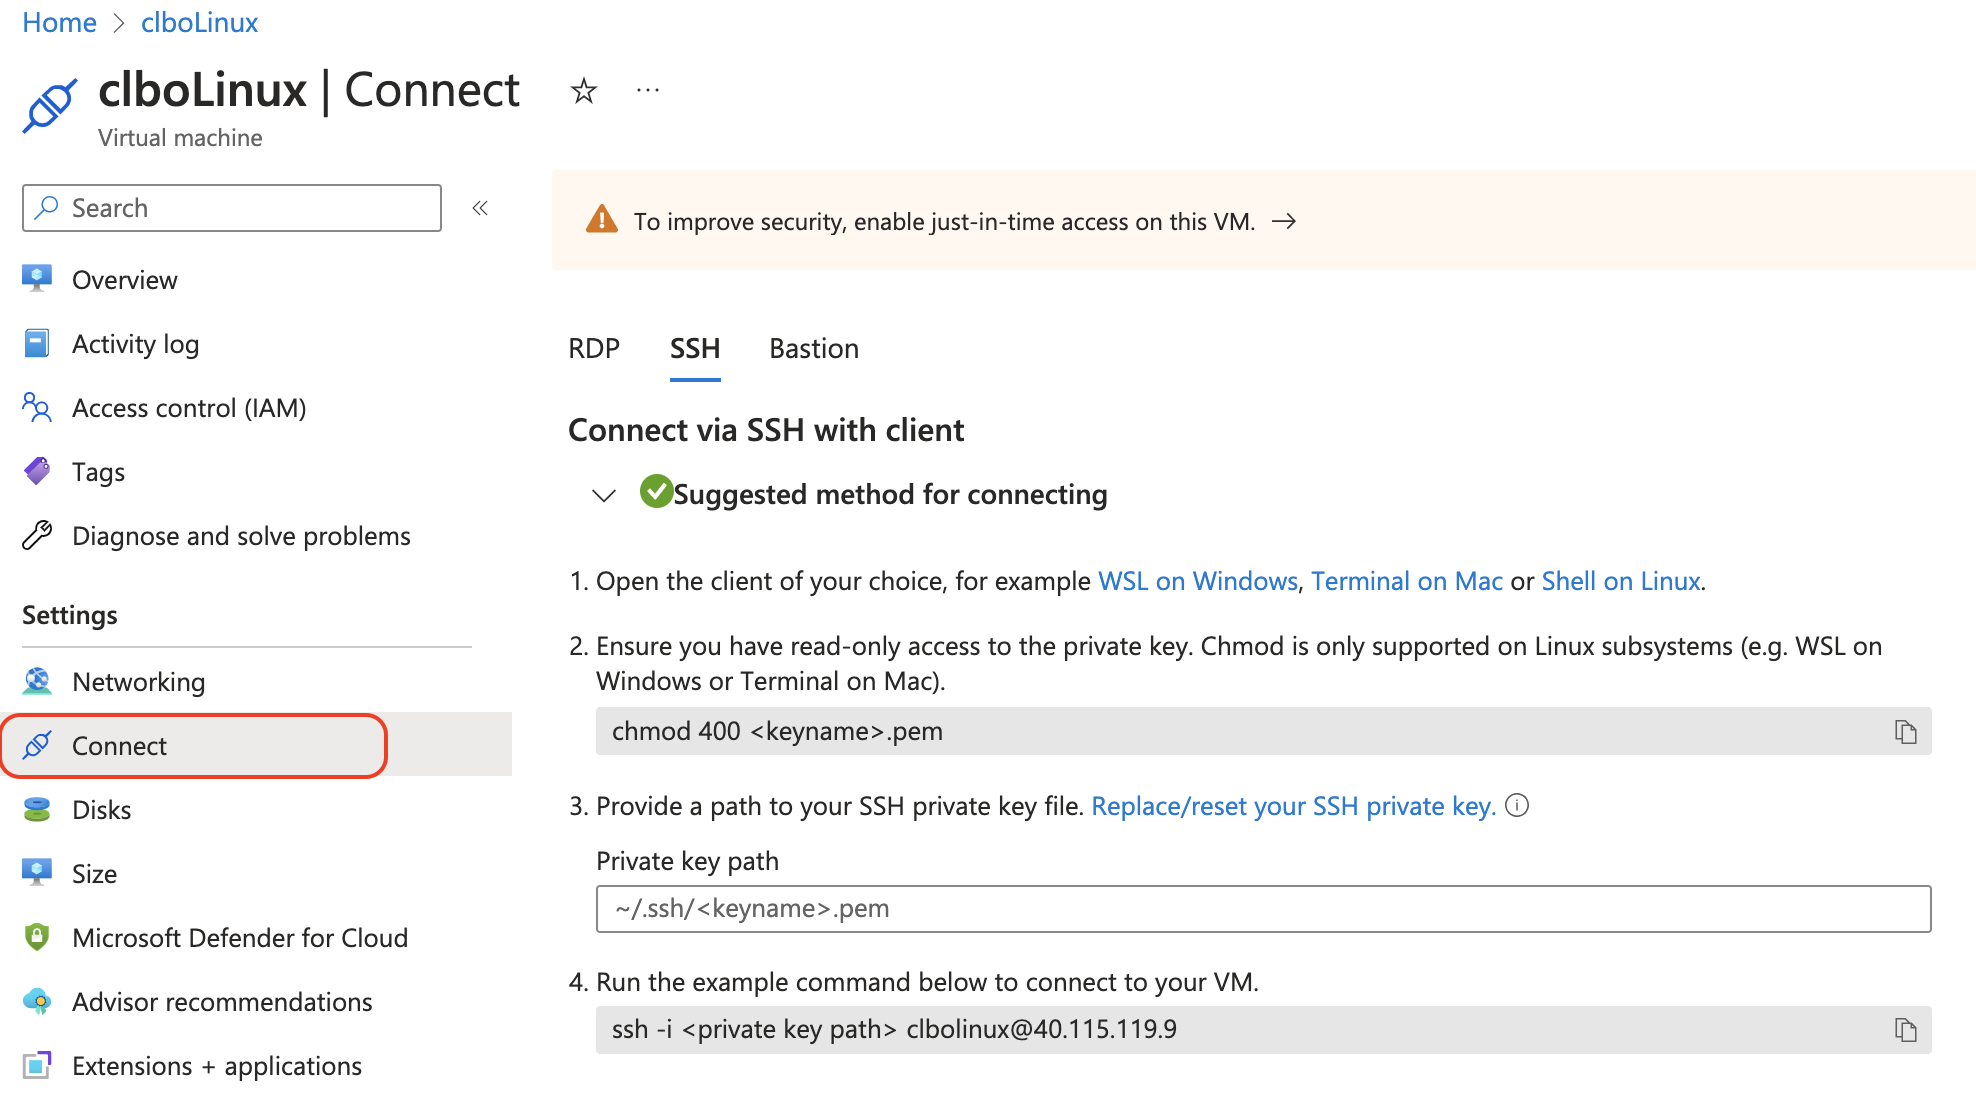 Home > clboLinux
clboLinux | Connect
Virtual machine
Search
Overview
Activity log
Access control (IAM)
Tags
Diagnose and solve problems
Settings
Networking
Connect
Disks
Size
Microsoft Defender for Cloud
Advisor recommendations
Extensions + applications
To improve security, enable just-in-time access on this VM. →
RDP SSH Bastion
Connect via SSH with client
Suggested method for connecting
1. Open the client of your choice, for example WSL on Windows, Terminal on Mac or Shell on Linux.
2. Ensure you have read-only access to the private key. Chmod is only supported on Linux subsystems (e.g. WSL on
Windows or Terminal on Mac).
chmod 400 <keyname>.pem
3. Provide a path to your SSH private key file. Replace/reset your SSH private key.
Private key path
~/.ssh/<keyname>.pem
4. Run the example command below to connect to your VM.
ssh -i <private key path> clbolinux@40.115.119.9